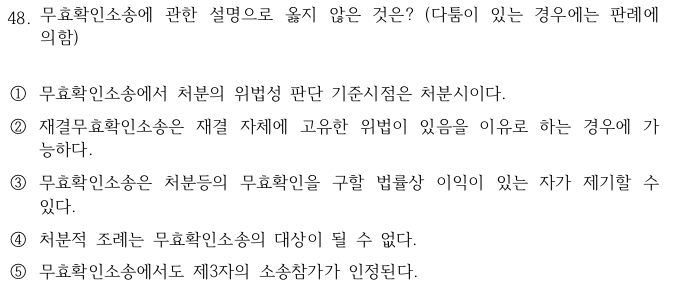 48. 무효확인소송에 관한 설명으로 옳지 않은 것은? (다툼이 있는 경우에는 판례에
의함)
① 무효확인소송에서 처분의 위법성 판단 기준시점은 처분시이다.
② 재결무효확인소송은 재결 자체에 고유한 위법이 있음을 이유로 하는 경우에 가
능하다.
③ 무효확인소송은 처분등의 무효확인을 구할 법률상 이익이 있는 자가 제기할 수
있다.
④ 처분적 조례는 무효확인소송의 대상이 될 수 없다.
⑤ 무효확인소송에서도 제3자의 소송참가가 인정된다.